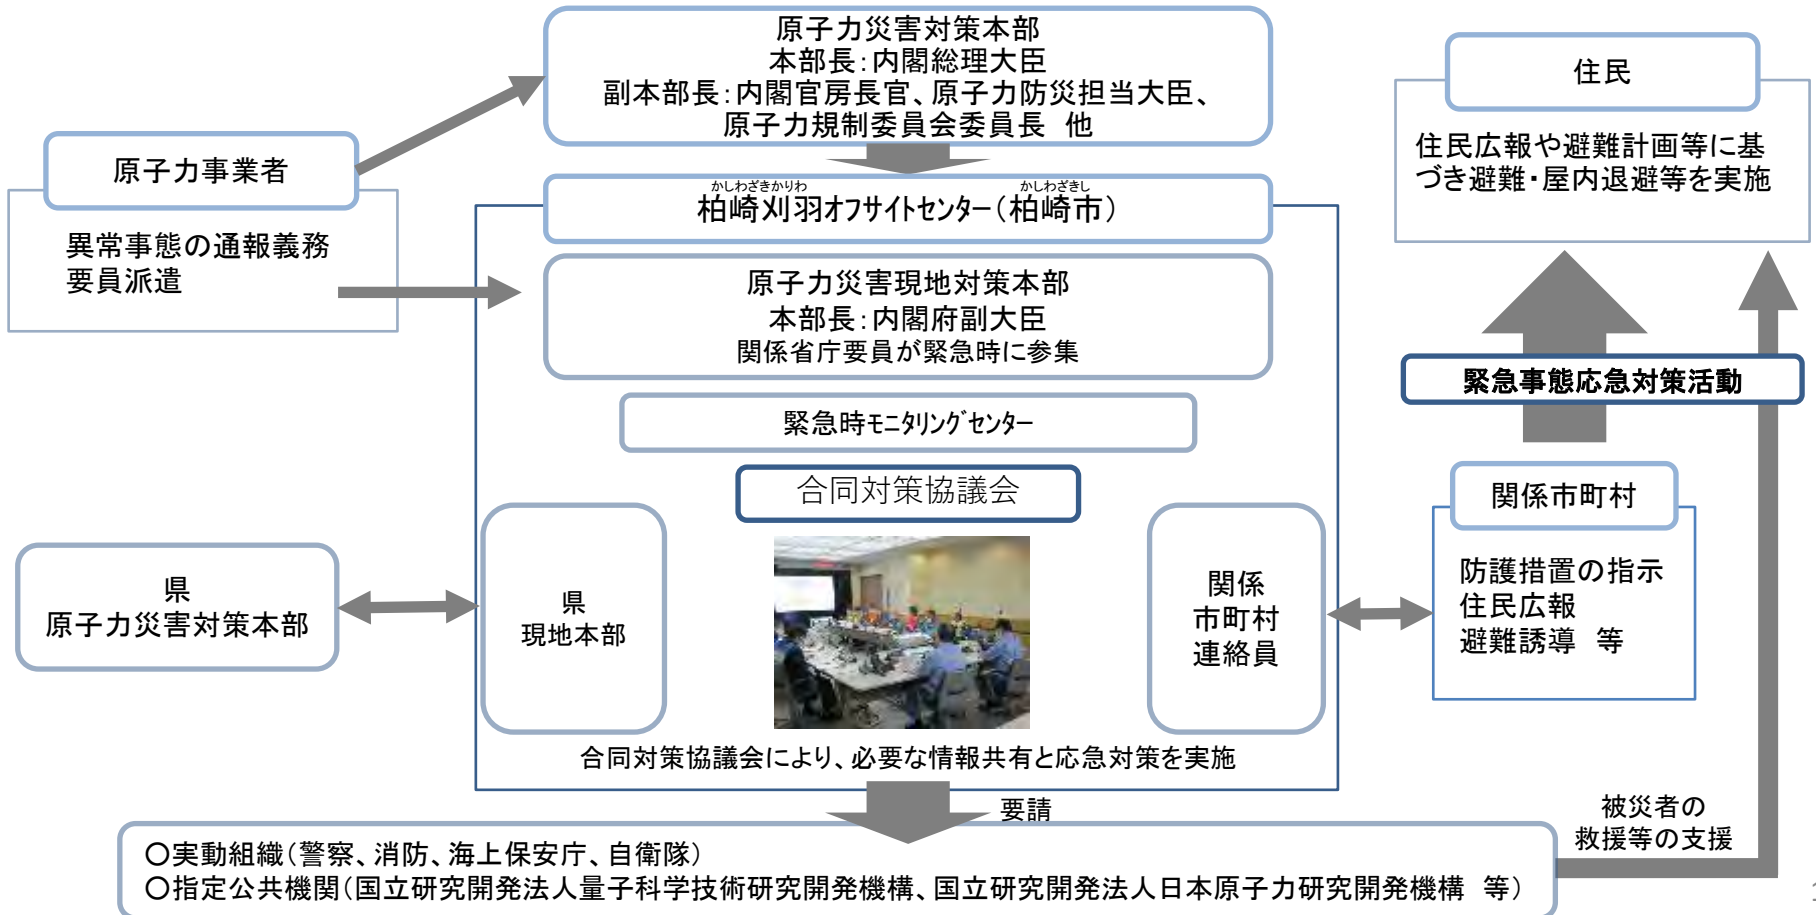 原子力災害対策本部
本部長：内閣総理大臣
副本部長：内閣官房長官、原子力防災担当大臣、
原子力規制委員会委員長　他
原子力事業者
異常事態の通報義務
要員派遣
かしわざきかりわ　かしわざきし
柏崎刈羽オフサイトセンター（柏崎市）
原子力災害現地対策本部
本部長：内閣府副大臣
関係省庁要員が緊急時に参集
緊急時モニタリングセンター
合同対策協議会
県
原子力災害対策本部
県
現地本部
関係
市町村
連絡員
合同対策協議会により、必要な情報共有と応急対策を実施
住民
住民広報や避難計画等に基
づき避難・屋内退避等を実施
緊急事態応急対策活動
関係市町村
防護措置の指示
住民広報
避難誘導　等
要請
〇実動組織（警察、消防、海上保安庁、自衛隊）
〇指定公共機関（国立研究開発法人量子科学技術研究開発機構、国立研究開発法人日本原子力研究開発機構　等）
被災者の
救援等の支援